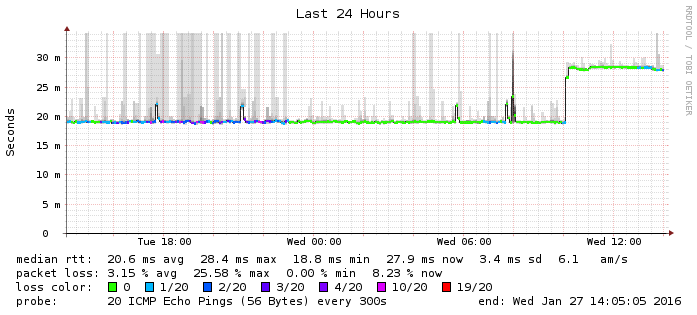 Last 24 Hours
RRDTOOL / TOBI OETIKER
Seconds
30 m
25 m
20 m
15 m
10 m
5 m
0
Tue 18:00 Wed 00:00 Wed 06:00 Wed 12:00
median rtt: 20.6 ms avg 28.4 ms max 18.8 ms min 27.9 ms now 3.4 ms sd 6.1 am/s
packet loss: 3.15 % avg 25.58 % max 0.00 % min 8.23 % now
loss color: 0 1/20 2/20 3/20 4/20 10/20 19/20
probe: 20 ICMP Echo Pings (56 Bytes) every 300s end: Wed Jan 27 14:05:05 2016